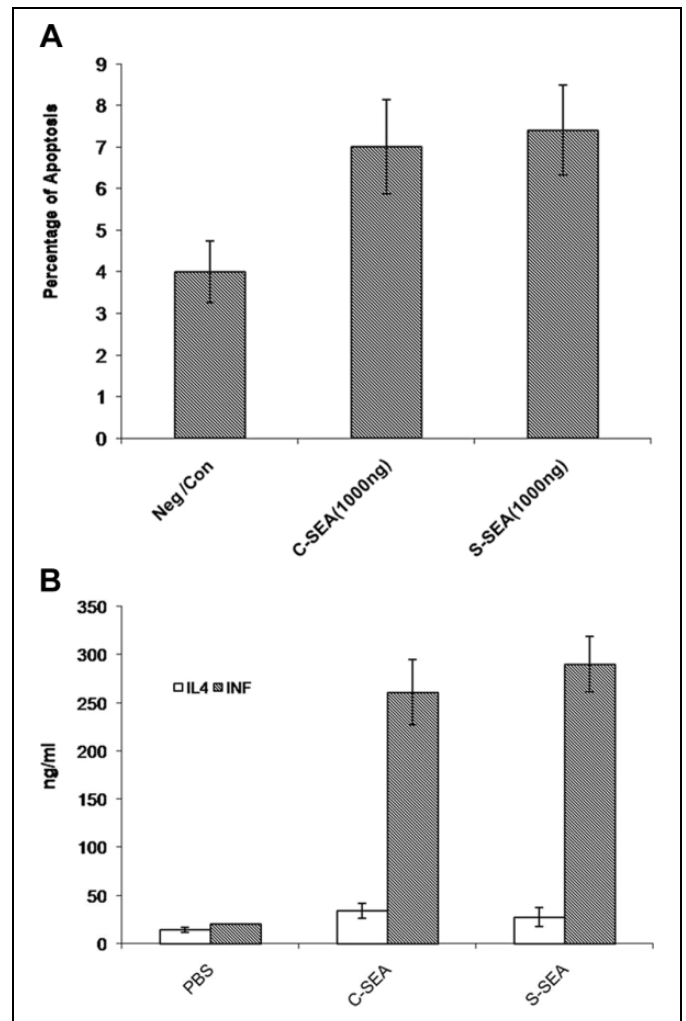 A
Percentage of Apoptosis
9
8
7
6
5
4
3
2
1
0
Neg/Con
C-SEA(1000ng)
S-SEA(1000ng)
B
ng/ml
350
300
250
200
150
100
50
0
IL4 INF
PBS
C-SEA
S-SEA